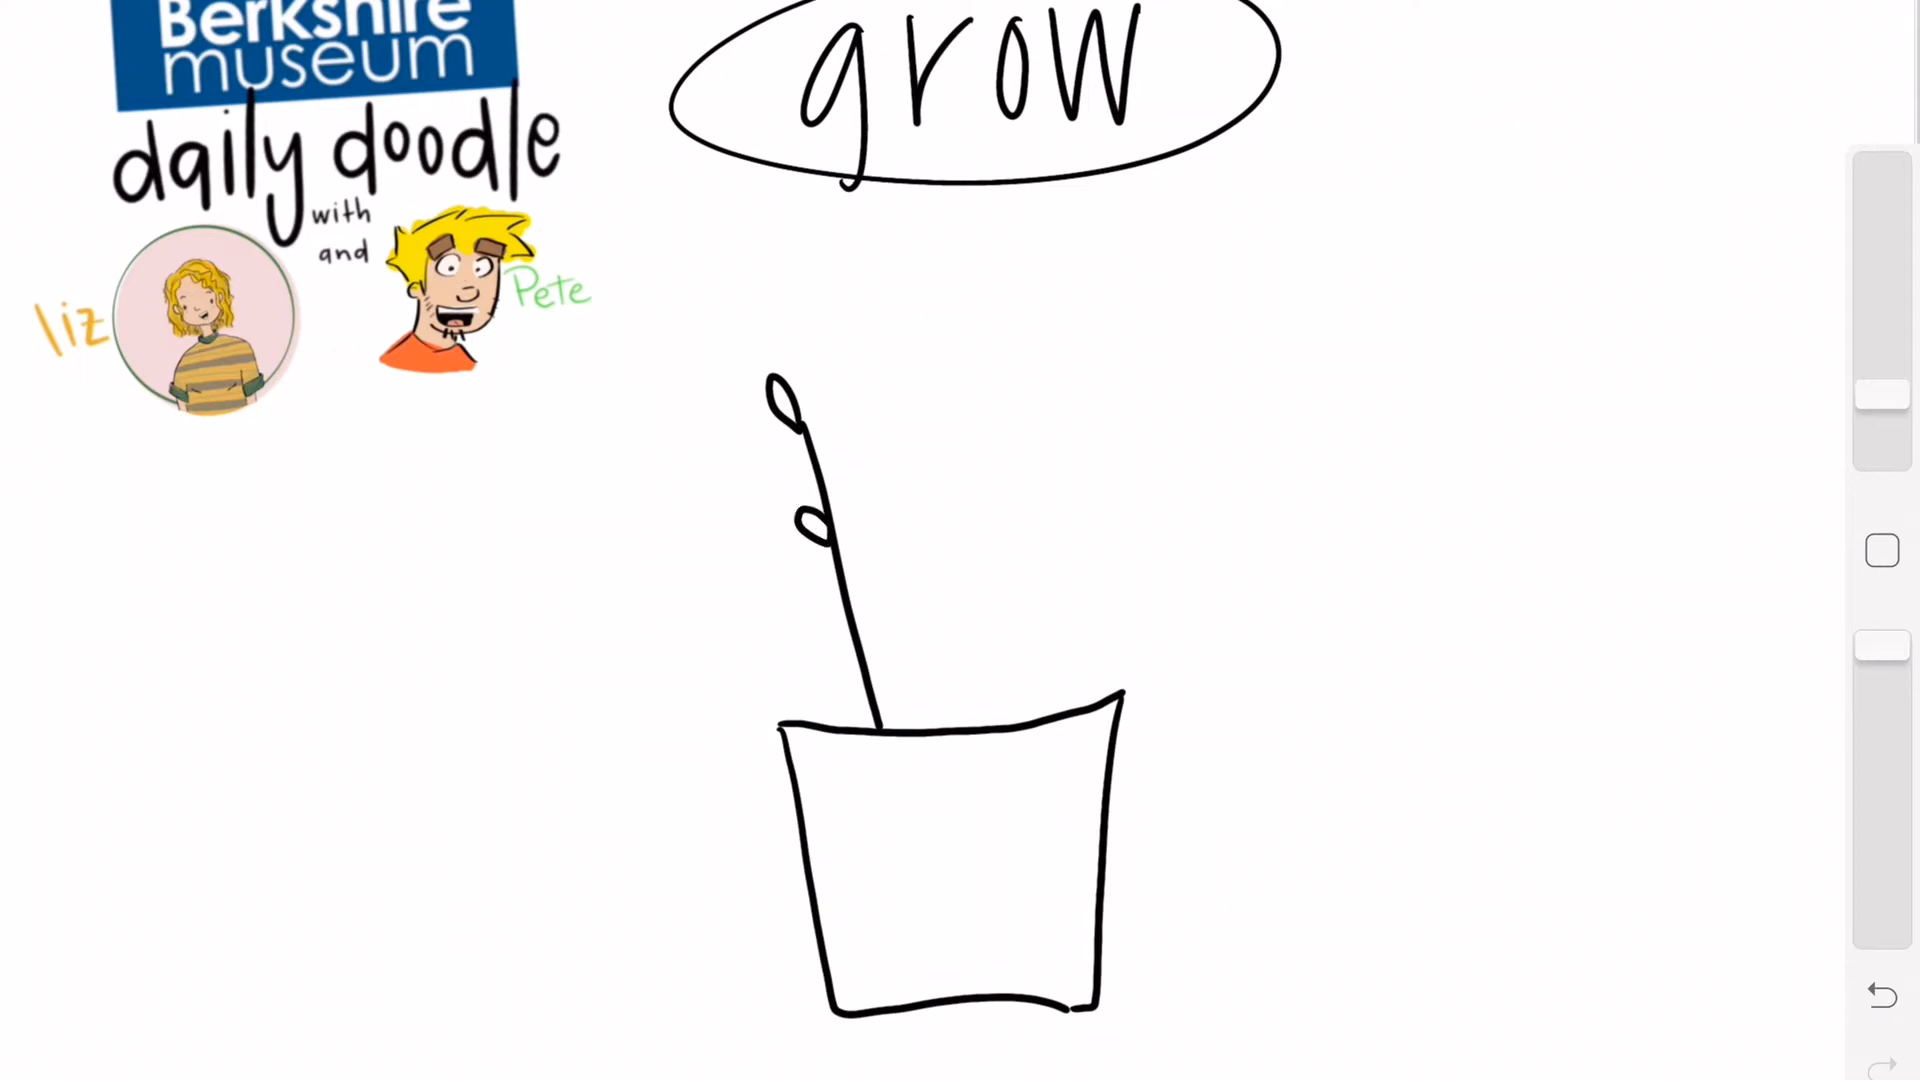 Berkshire
museum
daily doodle
with
and
liz
Pete
grow